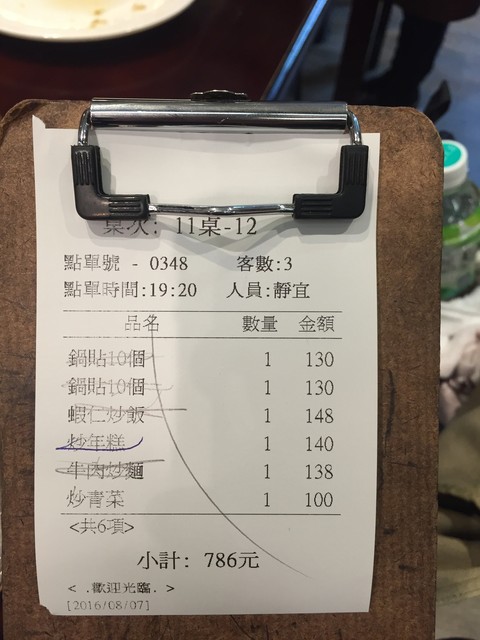 桌次: 11桌-12
點單號 - 0348 客數:3
點單時間:19:20 人員:靜宜
品名 數量 金額
鍋貼10個 1 130
鍋貼10個 1 130
蝦仁炒飯 1 148
炒年糕 1 140
牛肉炒麵 1 138
炒青菜 1 100
<共6項>
小計: 786元
< .歡迎光臨. >
[2016/08/07]